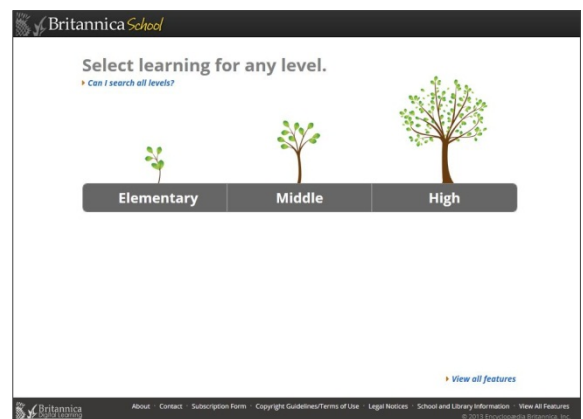 Britannica School
Select learning for any level.
Can I search all levels?
Elementary Middle High
View all features
Britannica
Digital Learning
About · Contact · Subscription Form · Copyright Guidelines/Terms of Use · Legal Notices · School and Library Information · View All Features
© 2013 Encyclopædia Britannica, Inc.